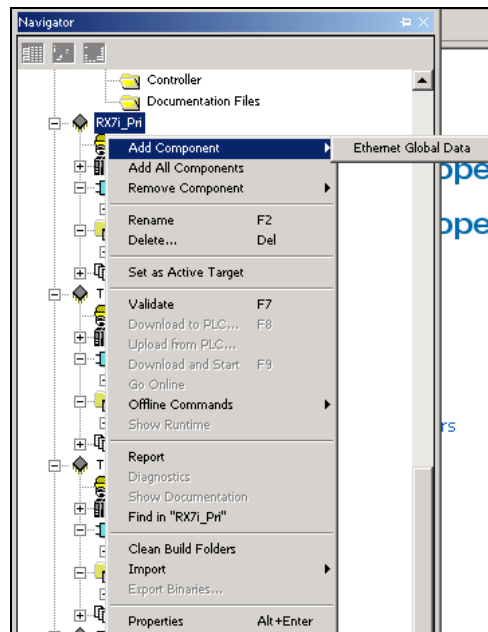 Navigator
Controller
Documentation Files
RX7i_Pri
Add Component
Ethernet Global Data
Add All Components
Remove Component
Rename F2
Delete... Del
Set as Active Target
T
Validate F7
Download to PLC... F8
Upload from PLC...
Download and Start F9
Go Online
Offline Commands
Show Runtime
T
Report
Diagnostics
Show Documentation
Find in "RX7i_Pri"
Clean Build Folders
Import
Export Binaries...
Properties Alt+Enter
ope
ope
rs